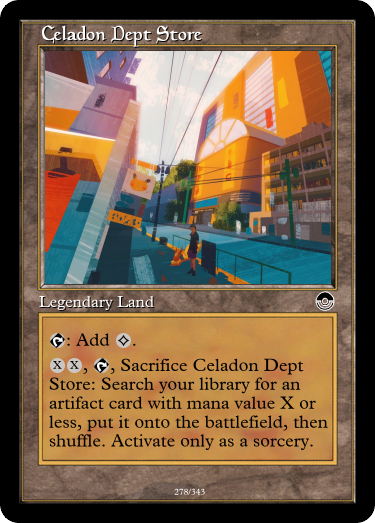 Celadon Dept Store
Legendary Land
: Add .
X X, , Sacrifice Celadon Dept
Store: Search your library for an
artifact card with mana value X or
less, put it onto the battlefield, then
shuffle. Activate only as a sorcery.
278/343